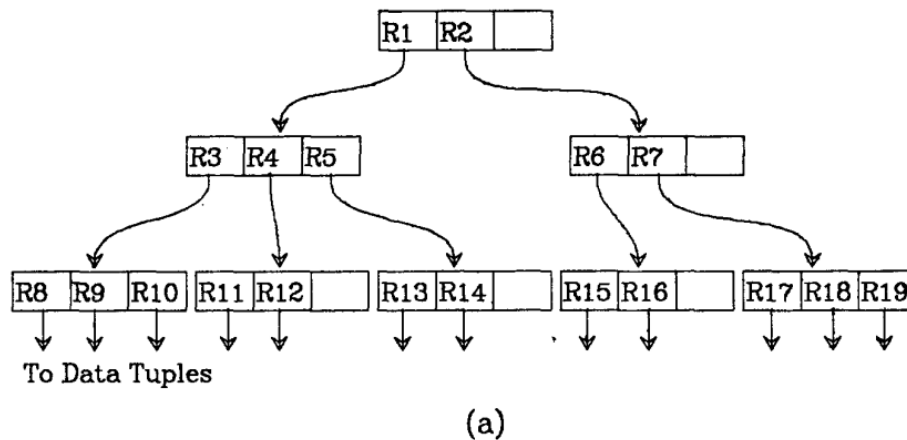 R1 R2
R3 R4 R5 R6 R7
R8 R9 R10 R11 R12 R13 R14 R15 R16 R17 R18 R19
To Data Tuples
(a)